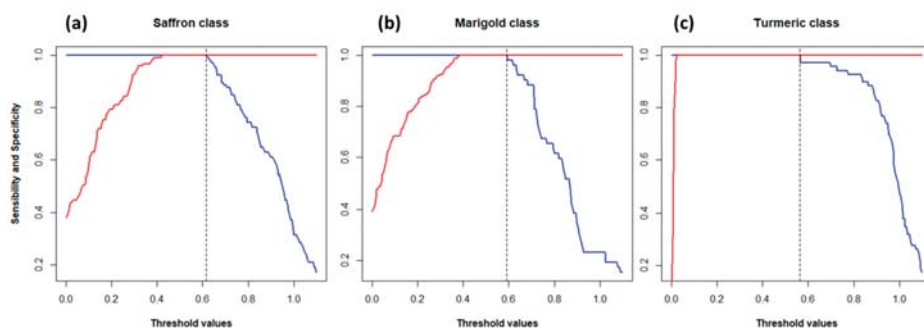 (a) Saffron class
(b) Marigold class
(c) Turmeric class
Sensibility and Specificity
1.0
0.8
0.6
0.4
0.2
1.0
0.8
0.6
0.4
0.2
1.0
0.8
0.6
0.4
0.2
0.0 0.2 0.4 0.6 0.8 1.0
0.0 0.2 0.4 0.6 0.8 1.0
0.0 0.2 0.4 0.6 0.8 1.0
Threshold values
Threshold values
Threshold values